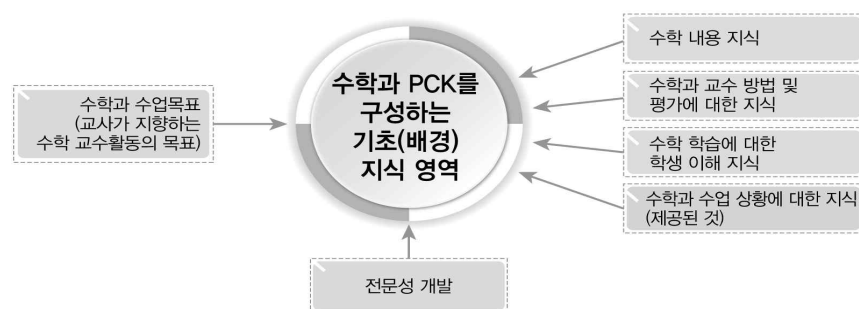 수학과 수업목표
(교사가 지향하는
수학 교수활동의 목표)
수학과 PCK를
구성하는
기초(배경)
지식 영역
수학 내용 지식
수학과 교수 방법 및
평가에 대한 지식
수학 학습에 대한
학생 이해 지식
수학과 수업 상황에 대한 지식
(제공된 것)
전문성 개발